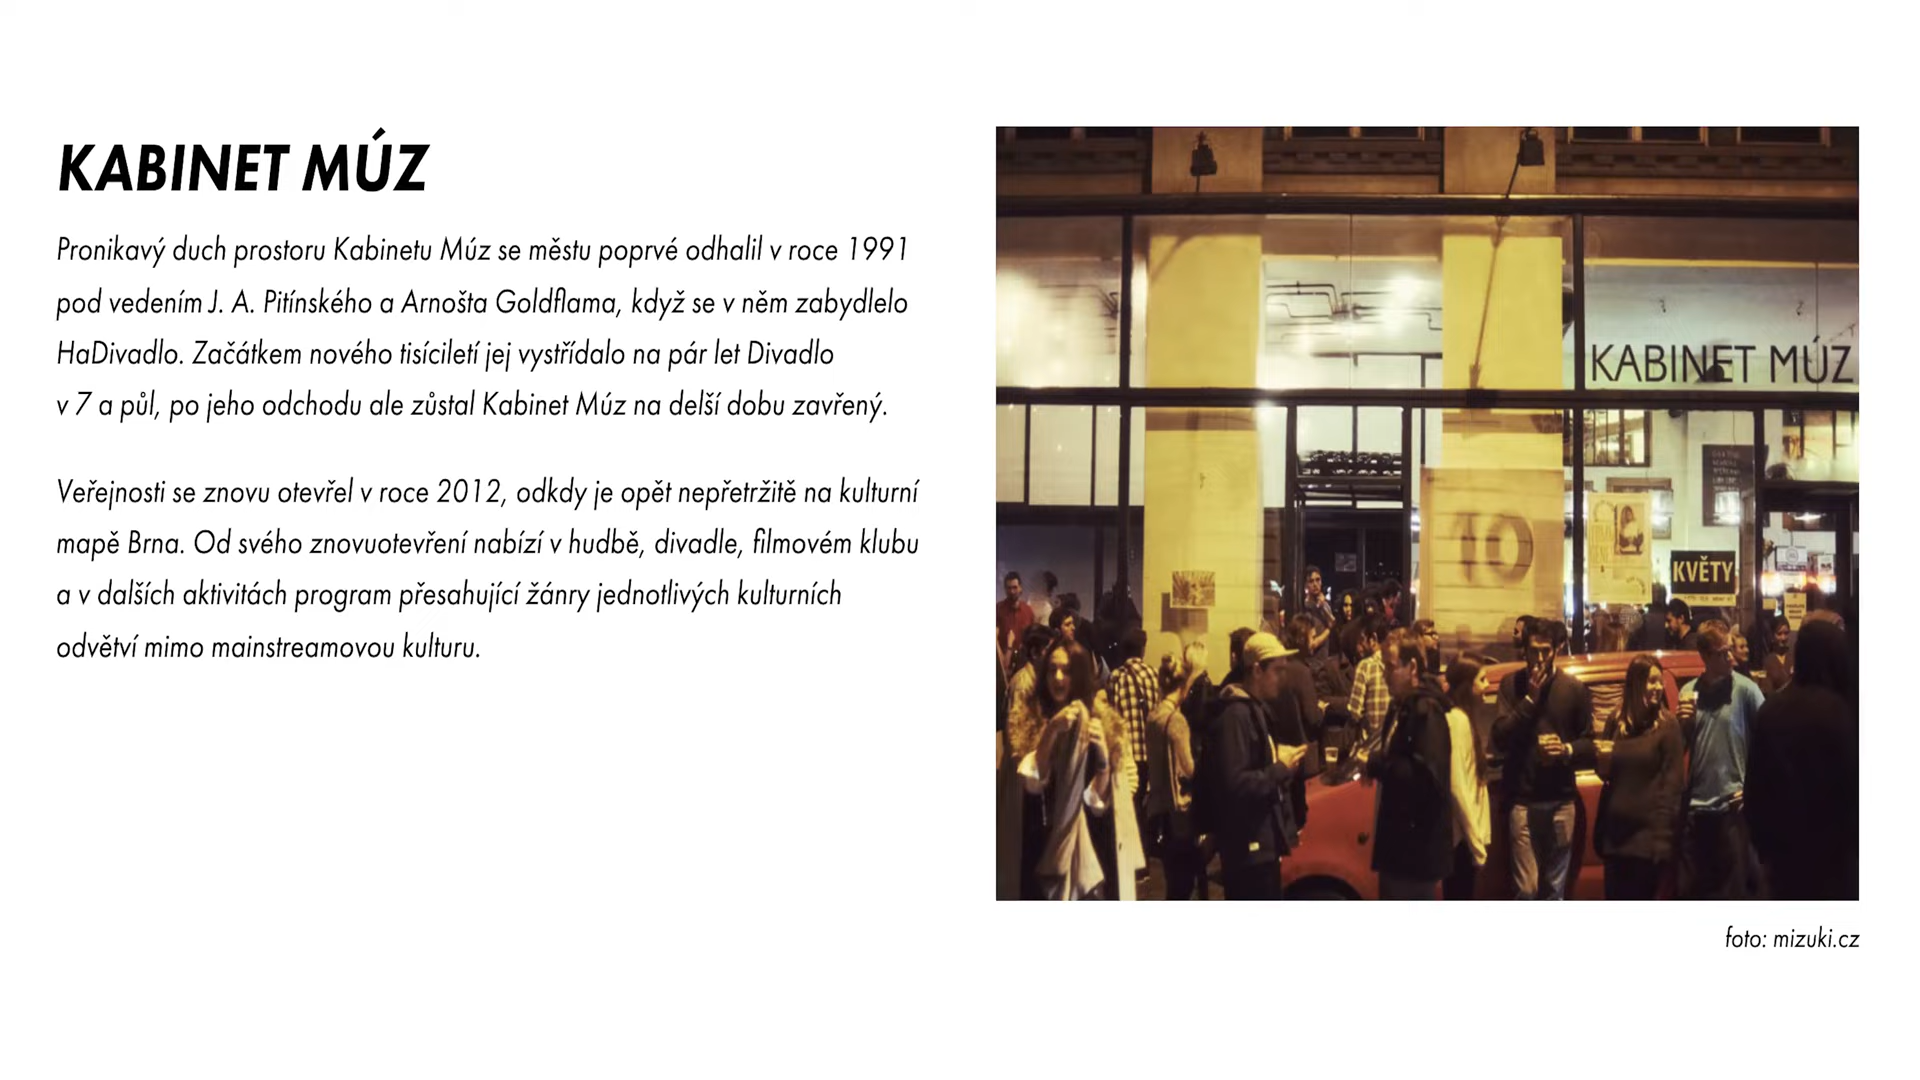 KABINET MÚZ
Pronikavý duch prostoru Kabinetu Múz se městu poprvé odhalil v roce 1991
pod vedením J. A. Pitínského a Arnošta Goldflama, když se v něm zabydlelo
HaDivadlo. Začátkem nového tisíciletí jej vystřídalo na pár let Divadlo
v 7 a půl, po jeho odchodu ale zůstal Kabinet Múz na delší dobu zavřený.
Veřejnosti se znovu otevřel v roce 2012, odkdy je opět nepřetržitě na kulturní
mapě Brna. Od svého znovuotevření nabízí v hudbě, divadle, filmovém klubu
a v dalších aktivitách program přesahující žánry jednotlivých kulturních
odvětví mimo mainstreamovou kulturu.
KABINET MÚZ
10
KVĚTY
foto: mizuki.cz